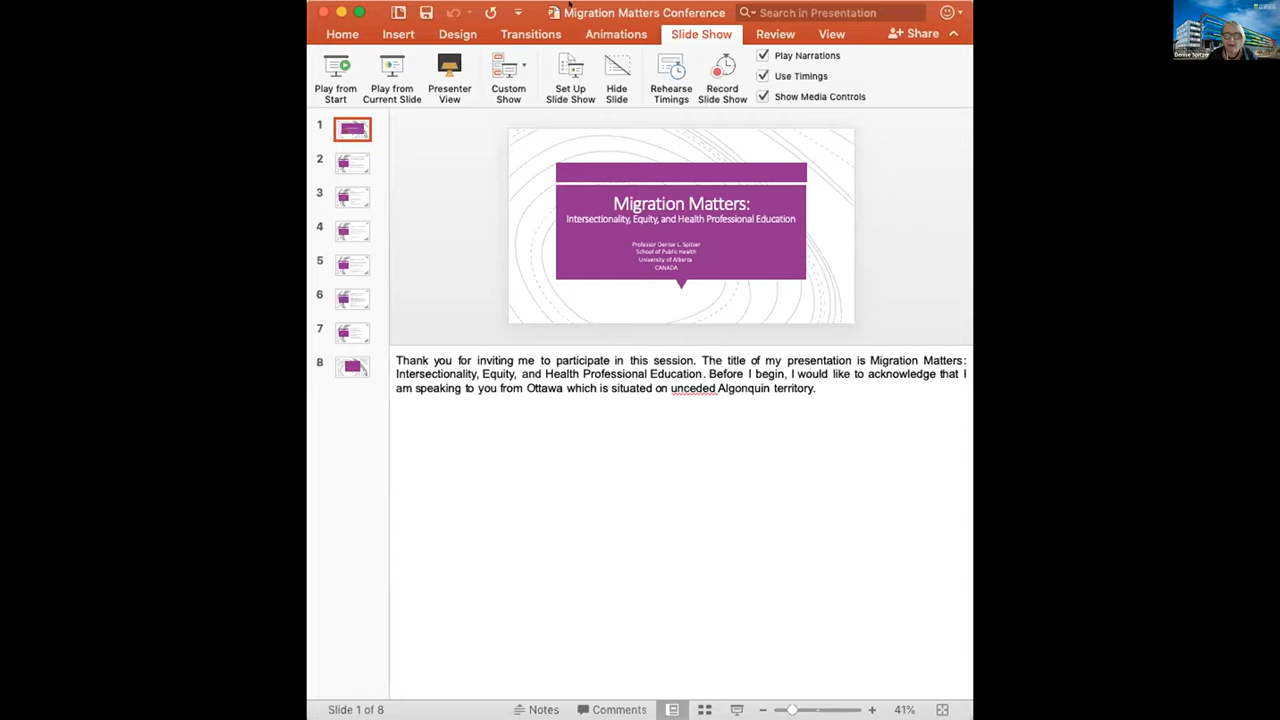 Migration Matters Conference
Search in Presentation
Home Insert Design Transitions Animations Slide Show Review View Share
Play from Start
Play from Current Slide
Presenter View
Custom Show
Set Up Slide Show
Hide Slide
Rehearse Timings
Record Slide Show
Play Narrations
Use Timings
Show Media Controls
1
2
3
4
5
6
7
8
Migration Matters:
Intersectionality, Equity, and Health Professional Education
Professor Denise L. Spitzer
School of Public Health
University of Alberta
CANADA
Thank you for inviting me to participate in this session. The title of my presentation is Migration Matters:
Intersectionality, Equity, and Health Professional Education. Before I begin, I would like to acknowledge that I
am speaking to you from Ottawa which is situated on unceded Algonquin territory.
Slide 1 of 8
Notes
Comments
41%
Denise Spitzer